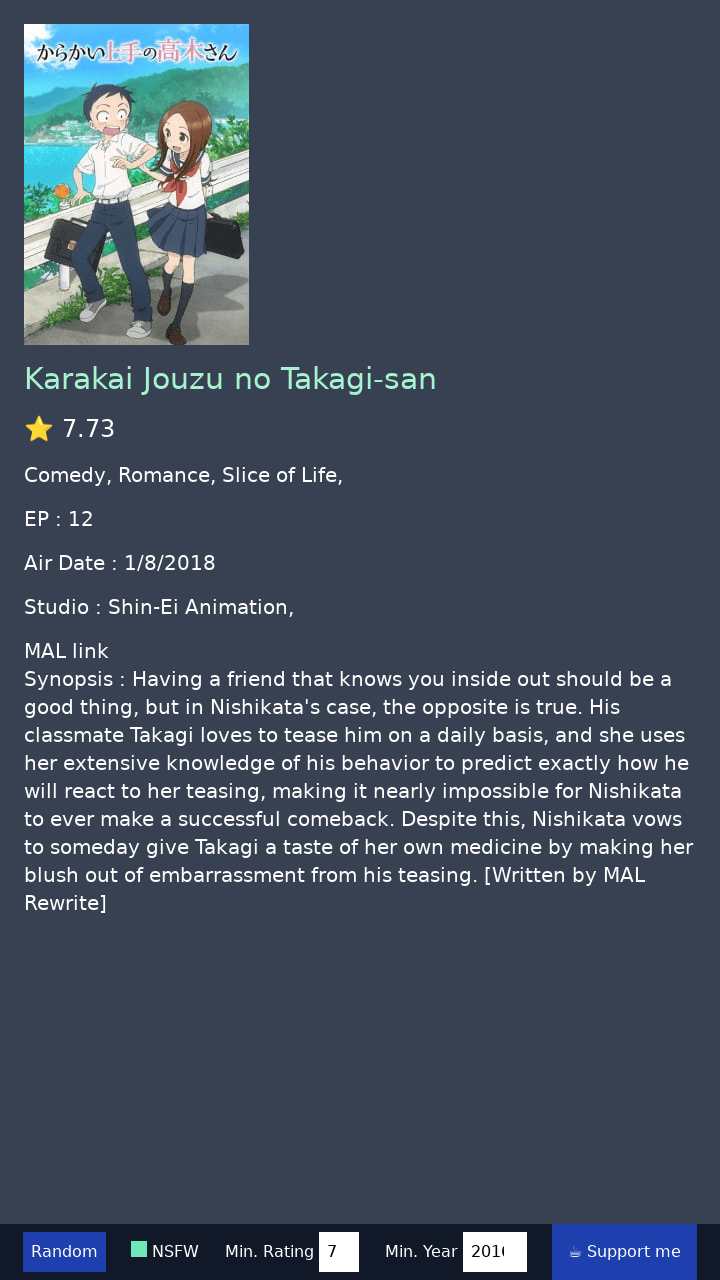 からかい上手の高木さん
Karakai Jouzu no Takagi-san
⭐ 7.73
Comedy, Romance, Slice of Life,
EP : 12
Air Date : 1/8/2018
Studio : Shin-Ei Animation,
MAL link
Synopsis : Having a friend that knows you inside out should be a
good thing, but in Nishikata's case, the opposite is true. His
classmate Takagi loves to tease him on a daily basis, and she uses
her extensive knowledge of his behavior to predict exactly how he
will react to her teasing, making it nearly impossible for Nishikata
to ever make a successful comeback. Despite this, Nishikata vows
to someday give Takagi a taste of her own medicine by making her
blush out of embarrassment from his teasing. [Written by MAL
Rewrite]
Random NSFW Min. Rating 7 Min. Year ☕ Support me